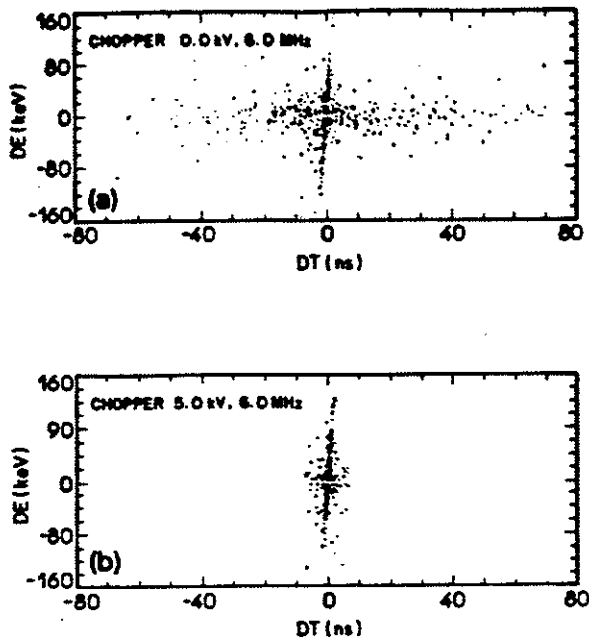 160
CHOPPER 0.0 kV, 6.0 MHz
80
0
-80
-160
DE (keV)
(a)
-80 -40 0 40 80
DT (ns)
160
CHOPPER 5.0 kV, 6.0 MHz
90
0
-80
-160
DE (keV)
(b)
-80 -40 0 40 80
DT (ns)